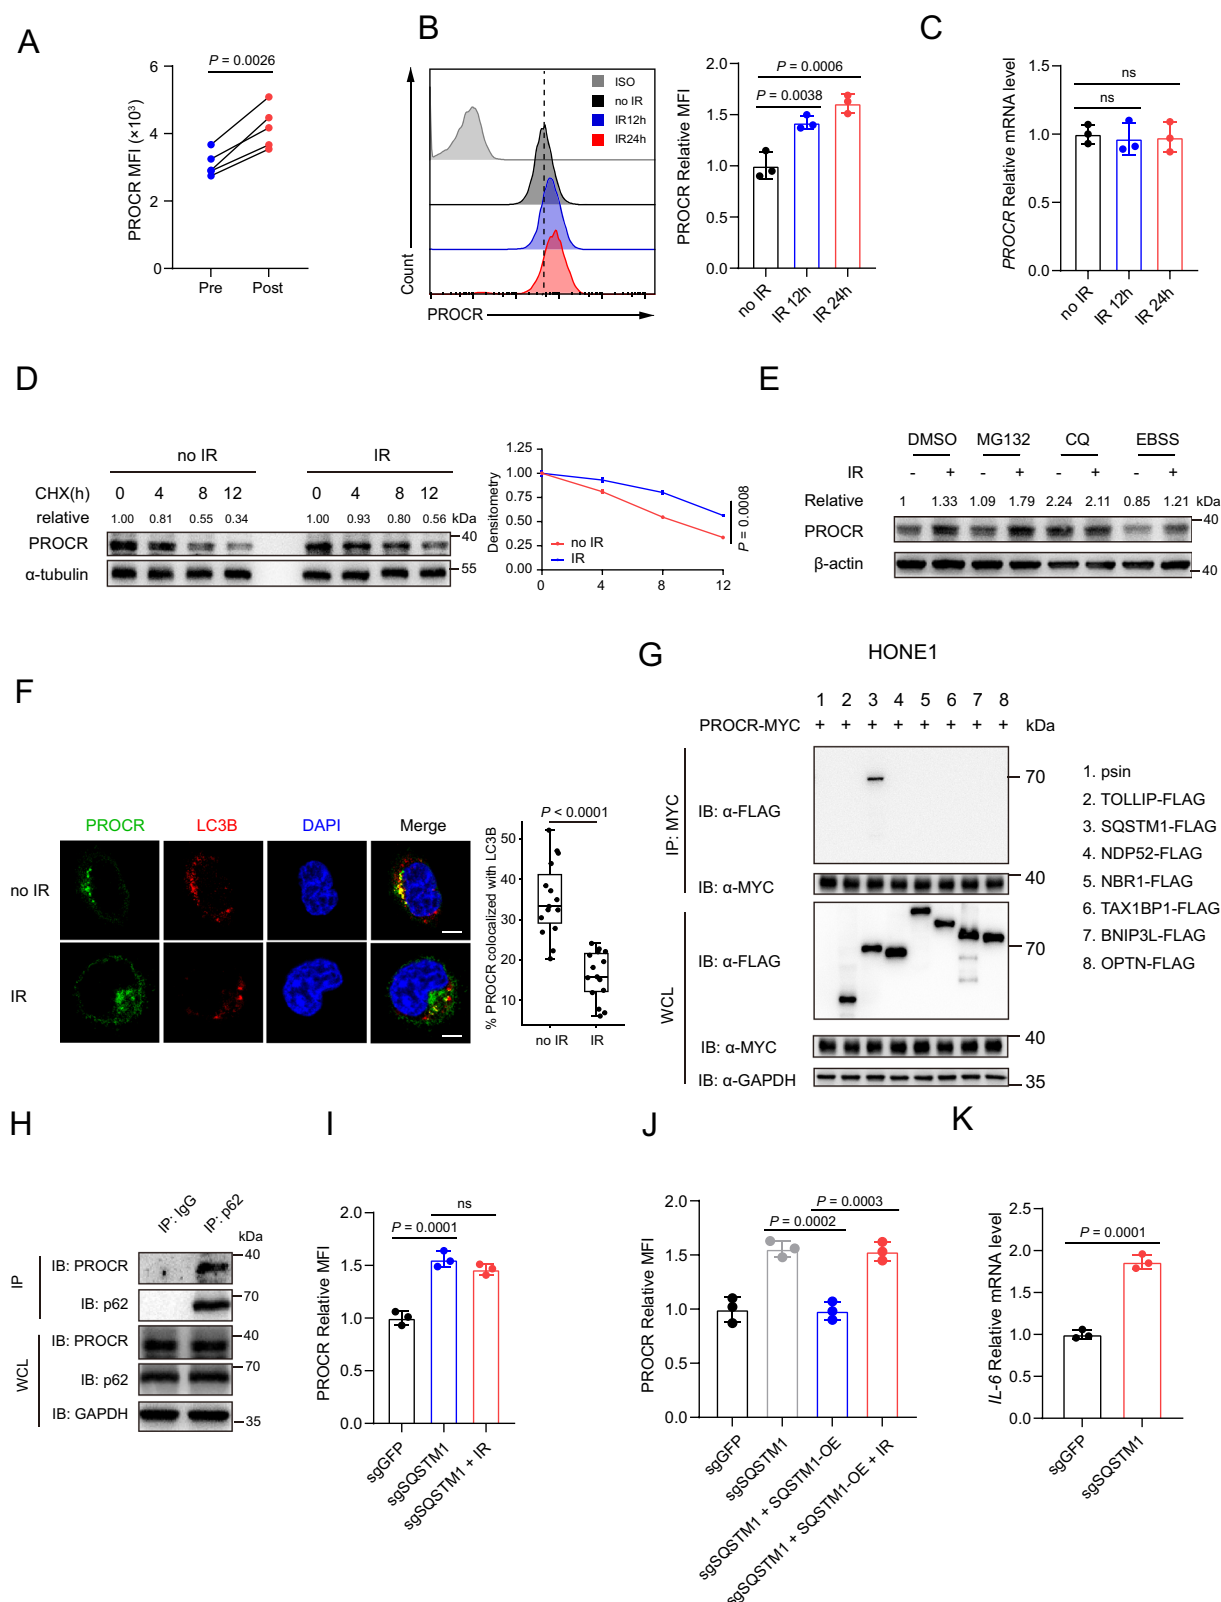 A
P = 0.0026
PROCR MFI (×10³)
6
4
2
0
Pre Post
B
ISO
no IR
IR12h
IR24h
Count
PROCR
P = 0.0006
P = 0.0038
PROCR Relative MFI
2.0
1.5
1.0
0.5
0.0
no IR
IR 12h
IR 24h
C
ns
ns
PROCR Relative mRNA level
1.5
1.0
0.5
0.0
no IR
IR 12h
IR 24h
D
no IR IR
CHX(h) 0 4 8 12 0 4 8 12
relative 1.00 0.81 0.55 0.34 1.00 0.93 0.80 0.56 kDa
PROCR 40
α-tubulin 55
Densitometry
1.25
1.00
0.75
0.50
0.25
0.00
no IR
IR
P = 0.0008
0 4 8 12
E
DMSO MG132 CQ EBSS
IR - + - + - + - +
Relative 1 1.33 1.09 1.79 2.24 2.11 0.85 1.21 kDa
PROCR 40
β-actin 40
F
PROCR LC3B DAPI Merge
no IR
IR
P < 0.0001
% PROCR colocalized with LC3B
50
40
30
20
10
no IR IR
G
HONE1
1 2 3 4 5 6 7 8
PROCR-MYC + + + + + + + + kDa
IP: MYC
IB: α-FLAG 70
IB: α-MYC 40
WCL
IB: α-FLAG 70
IB: α-MYC 40
IB: α-GAPDH 35
1. psin
2. TOLLIP-FLAG
3. SQSTM1-FLAG
4. NDP52-FLAG
5. NBR1-FLAG
6. TAX1BP1-FLAG
7. BNIP3L-FLAG
8. OPTN-FLAG
H
IP: IgG
IP: p62
kDa
IP
IB: PROCR 40
IB: p62 70
WCL
IB: PROCR 40
IB: p62 70
IB: GAPDH 35
I
ns
P = 0.0001
PROCR Relative MFI
2.0
1.5
1.0
0.5
0.0
sgGFP
sgSQSTM1
sgSQSTM1 + IR
J
P = 0.0003
P = 0.0002
PROCR Relative MFI
2.0
1.5
1.0
0.5
0.0
sgGFP
sgSQSTM1
sgSQSTM1 + SQSTM1-OE
sgSQSTM1 + SQSTM1-OE + IR
K
P = 0.0001
IL-6 Relative mRNA level
2.5
2.0
1.5
1.0
0.5
0.0
sgGFP
sgSQSTM1